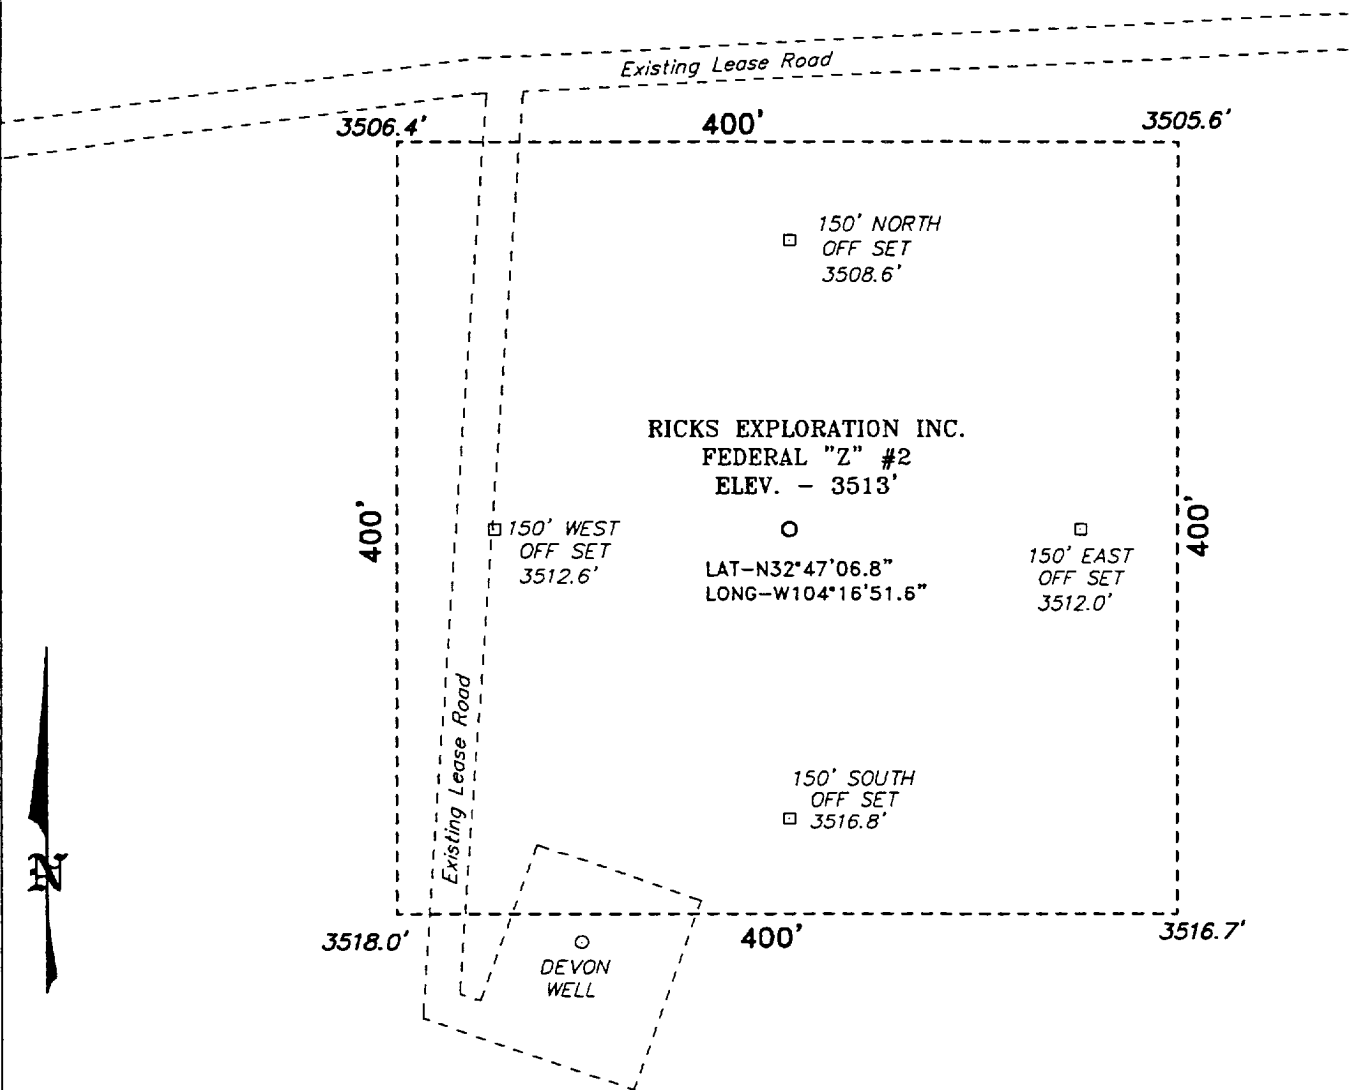 Existing Lease Road
3506.4'
400'
3505.6'
150' NORTH
OFF SET
3508.6'
RICKS EXPLORATION INC.
FEDERAL "Z" #2
ELEV. - 3513'
400'
150' WEST
OFF SET
3512.6'
LAT-N32°47'06.8"
LONG-W104°16'51.6"
150' EAST
OFF SET
3512.0'
400'
Existing Lease Road
150' SOUTH
OFF SET
3516.8'
N
3518.0'
400'
3516.7'
DEVON
WELL